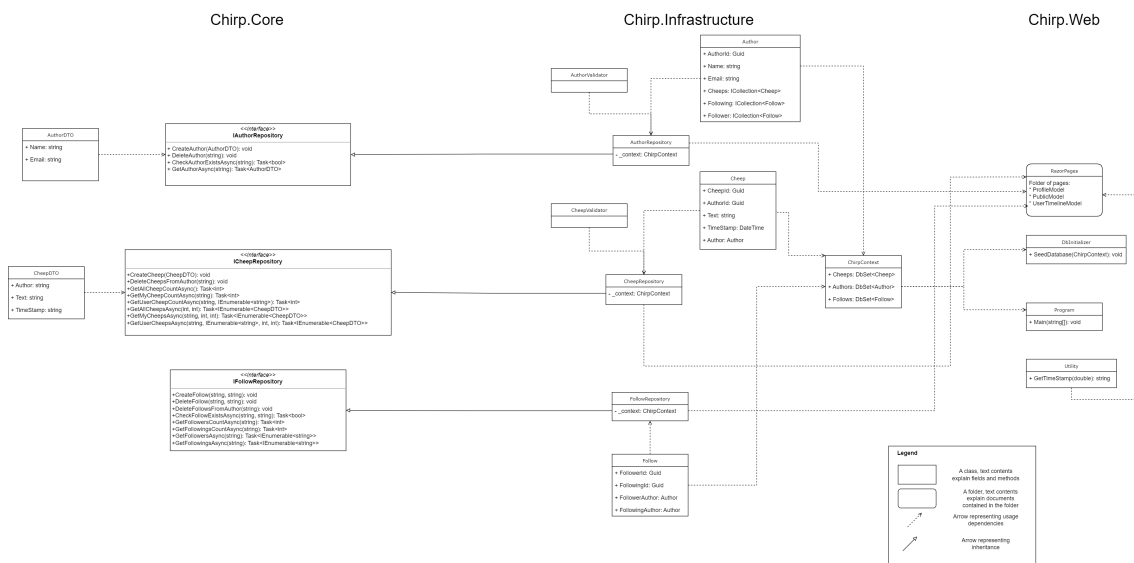 Chirp.Core
Chirp.Infrastructure
Chirp.Web
AuthorDTO
+ Name: string
+ Email: string
<<interface>>
IAuthorRepository
+ CreateAuthor(AuthorDTO): void
+ DeleteAuthor(string): void
+ CheckAuthorExistsAsync(string): Task<bool>
+ GetAuthorAsync(string): Task<AuthorDTO>
CheepDTO
+ Author: string
+ Text: string
+ TimeStamp: string
<<interface>>
ICheepRepository
+CreateCheep(CheepDTO): void
+DeleteCheepsFromAuthor(string): void
+GetAllCheepCountAsync(): Task<int>
+GetMyCheepCountAsync(string): Task<int>
+GetUserCheepCountAsync(string, IEnumerable<string>): Task<int>
+GetAllCheepsAsync(int, int): Task<IEnumerable<CheepDTO>>
+GetMyCheepsAsync(string, int, int): Task<IEnumerable<CheepDTO>>
+GetUserCheepsAsync(string, IEnumerable<string>, int, int): Task<IEnumerable<CheepDTO>>
<<interface>>
IFollowRepository
+CreateFollow(string, string): void
+DeleteFollow(string, string): void
+DeleteFollowsFromAuthor(string): void
+CheckFollowExistsAsync(string, string): Task<bool>
+GetFollowersCountAsync(string): Task<int>
+GetFollowingsCountAsync(string): Task<int>
+GetFollowersAsync(string): Task<IEnumerable<string>>
+GetFollowingsAsync(string): Task<IEnumerable<string>>
Author
+ AuthorId: Guid
+ Name: string
+ Email: string
+ Cheeps: ICollection<Cheep>
+ Following: ICollection<Follow>
+ Follower: ICollection<Follow>
AuthorValidator
AuthorRepository
- _context: ChirpContext
Cheep
+ CheepId: Guid
+ AuthorId: Guid
+ Text: string
+ TimeStamp: DateTime
+ Author: Author
CheepValidator
CheepRepository
- _context: ChirpContext
ChirpContext
+ Cheeps: DbSet<Cheep>
+ Authors: DbSet<Author>
+ Follows: DbSet<Follow>
FollowRepository
- _context: ChirpContext
Follow
+ FollowerId: Guid
+ FollowingId: Guid
+ FollowerAuthor: Author
+ FollowingAuthor: Author
RazorPages
Folder of pages:
* ProfileModel
* PublicModel
* UserTimelineModel
DbInitializer
+ SeedDatabase(ChirpContext): void
Program
+ Main(string[]): void
Utility
+ GetTimeStamp(double): string
Legend
A class, text contents
explain fields and methods
A folder, text contents
explain documents
contained in the folder
Arrow representing usage
dependencies
Arrow representing
inheritance